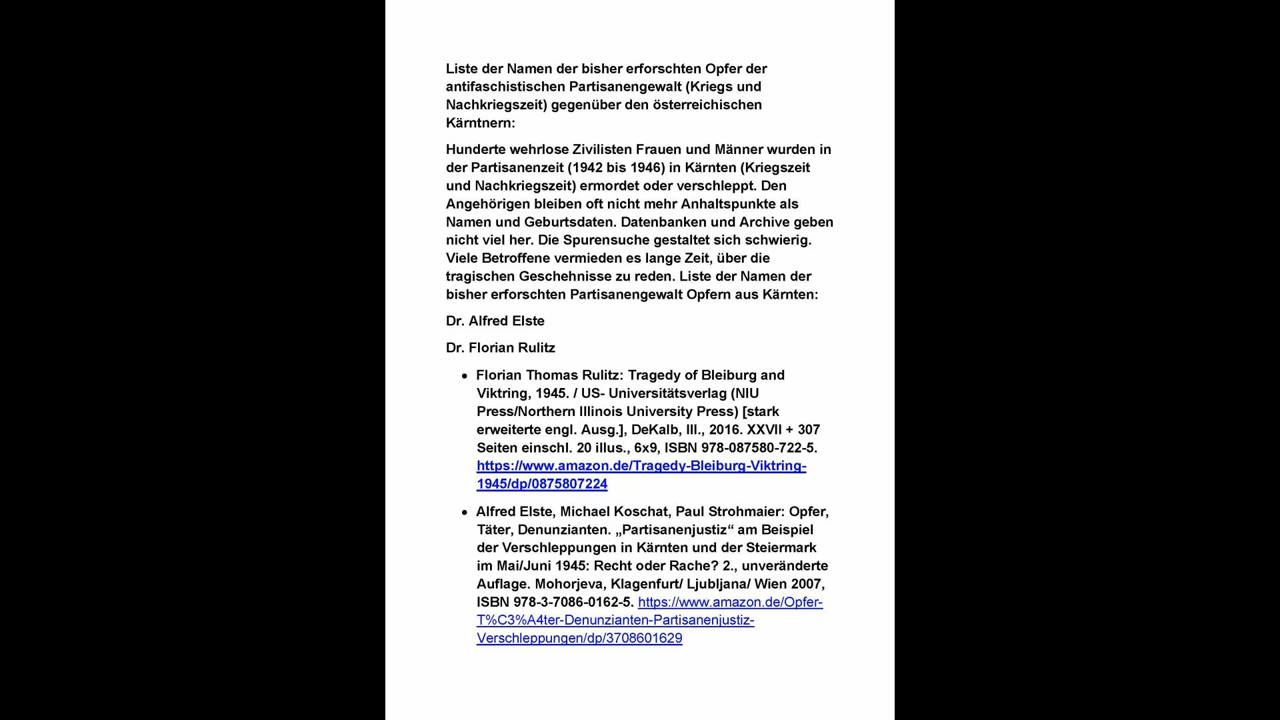 Liste der Namen der bisher erforschten Opfer der
antifaschistischen Partisanengewalt (Kriegs und
Nachkriegszeit) gegenüber den österreichischen
Kärntnern:
Hunderte wehrlose Zivilisten Frauen und Männer wurden in
der Partisanenzeit (1942 bis 1946) in Kärnten (Kriegszeit
und Nachkriegszeit) ermordet oder verschleppt. Den
Angehörigen bleiben oft nicht mehr Anhaltspunkte als
Namen und Geburtsdaten. Datenbanken und Archive geben
nicht viel her. Die Spurensuche gestaltet sich schwierig.
Viele Betroffene vermieden es lange Zeit, über die
tragischen Geschehnisse zu reden. Liste der Namen der
bisher erforschten Partisanengewalt Opfern aus Kärnten:
Dr. Alfred Elste
Dr. Florian Rulitz
• Florian Thomas Rulitz: Tragedy of Bleiburg and
Viktring, 1945. / US- Universitätsverlag (NIU
Press/Northern Illinois University Press) [stark
erweiterte engl. Ausg.], DeKalb, Ill., 2016. XXVII + 307
Seiten einschl. 20 illus., 6x9, ISBN 978-087580-722-5.
https://www.amazon.de/Tragedy-Bleiburg-Viktring-
1945/dp/0875807224
• Alfred Elste, Michael Koschat, Paul Strohmaier: Opfer,
Täter, Denunzianten. „Partisanenjustiz“ am Beispiel
der Verschleppungen in Kärnten und der Steiermark
im Mai/Juni 1945: Recht oder Rache? 2., unveränderte
Auflage. Mohorjeva, Klagenfurt/ Ljubljana/ Wien 2007,
ISBN 978-3-7086-0162-5. https://www.amazon.de/Opfer-
T%C3%A4ter-Denunzianten-Partisanenjustiz-
Verschleppungen/dp/3708601629